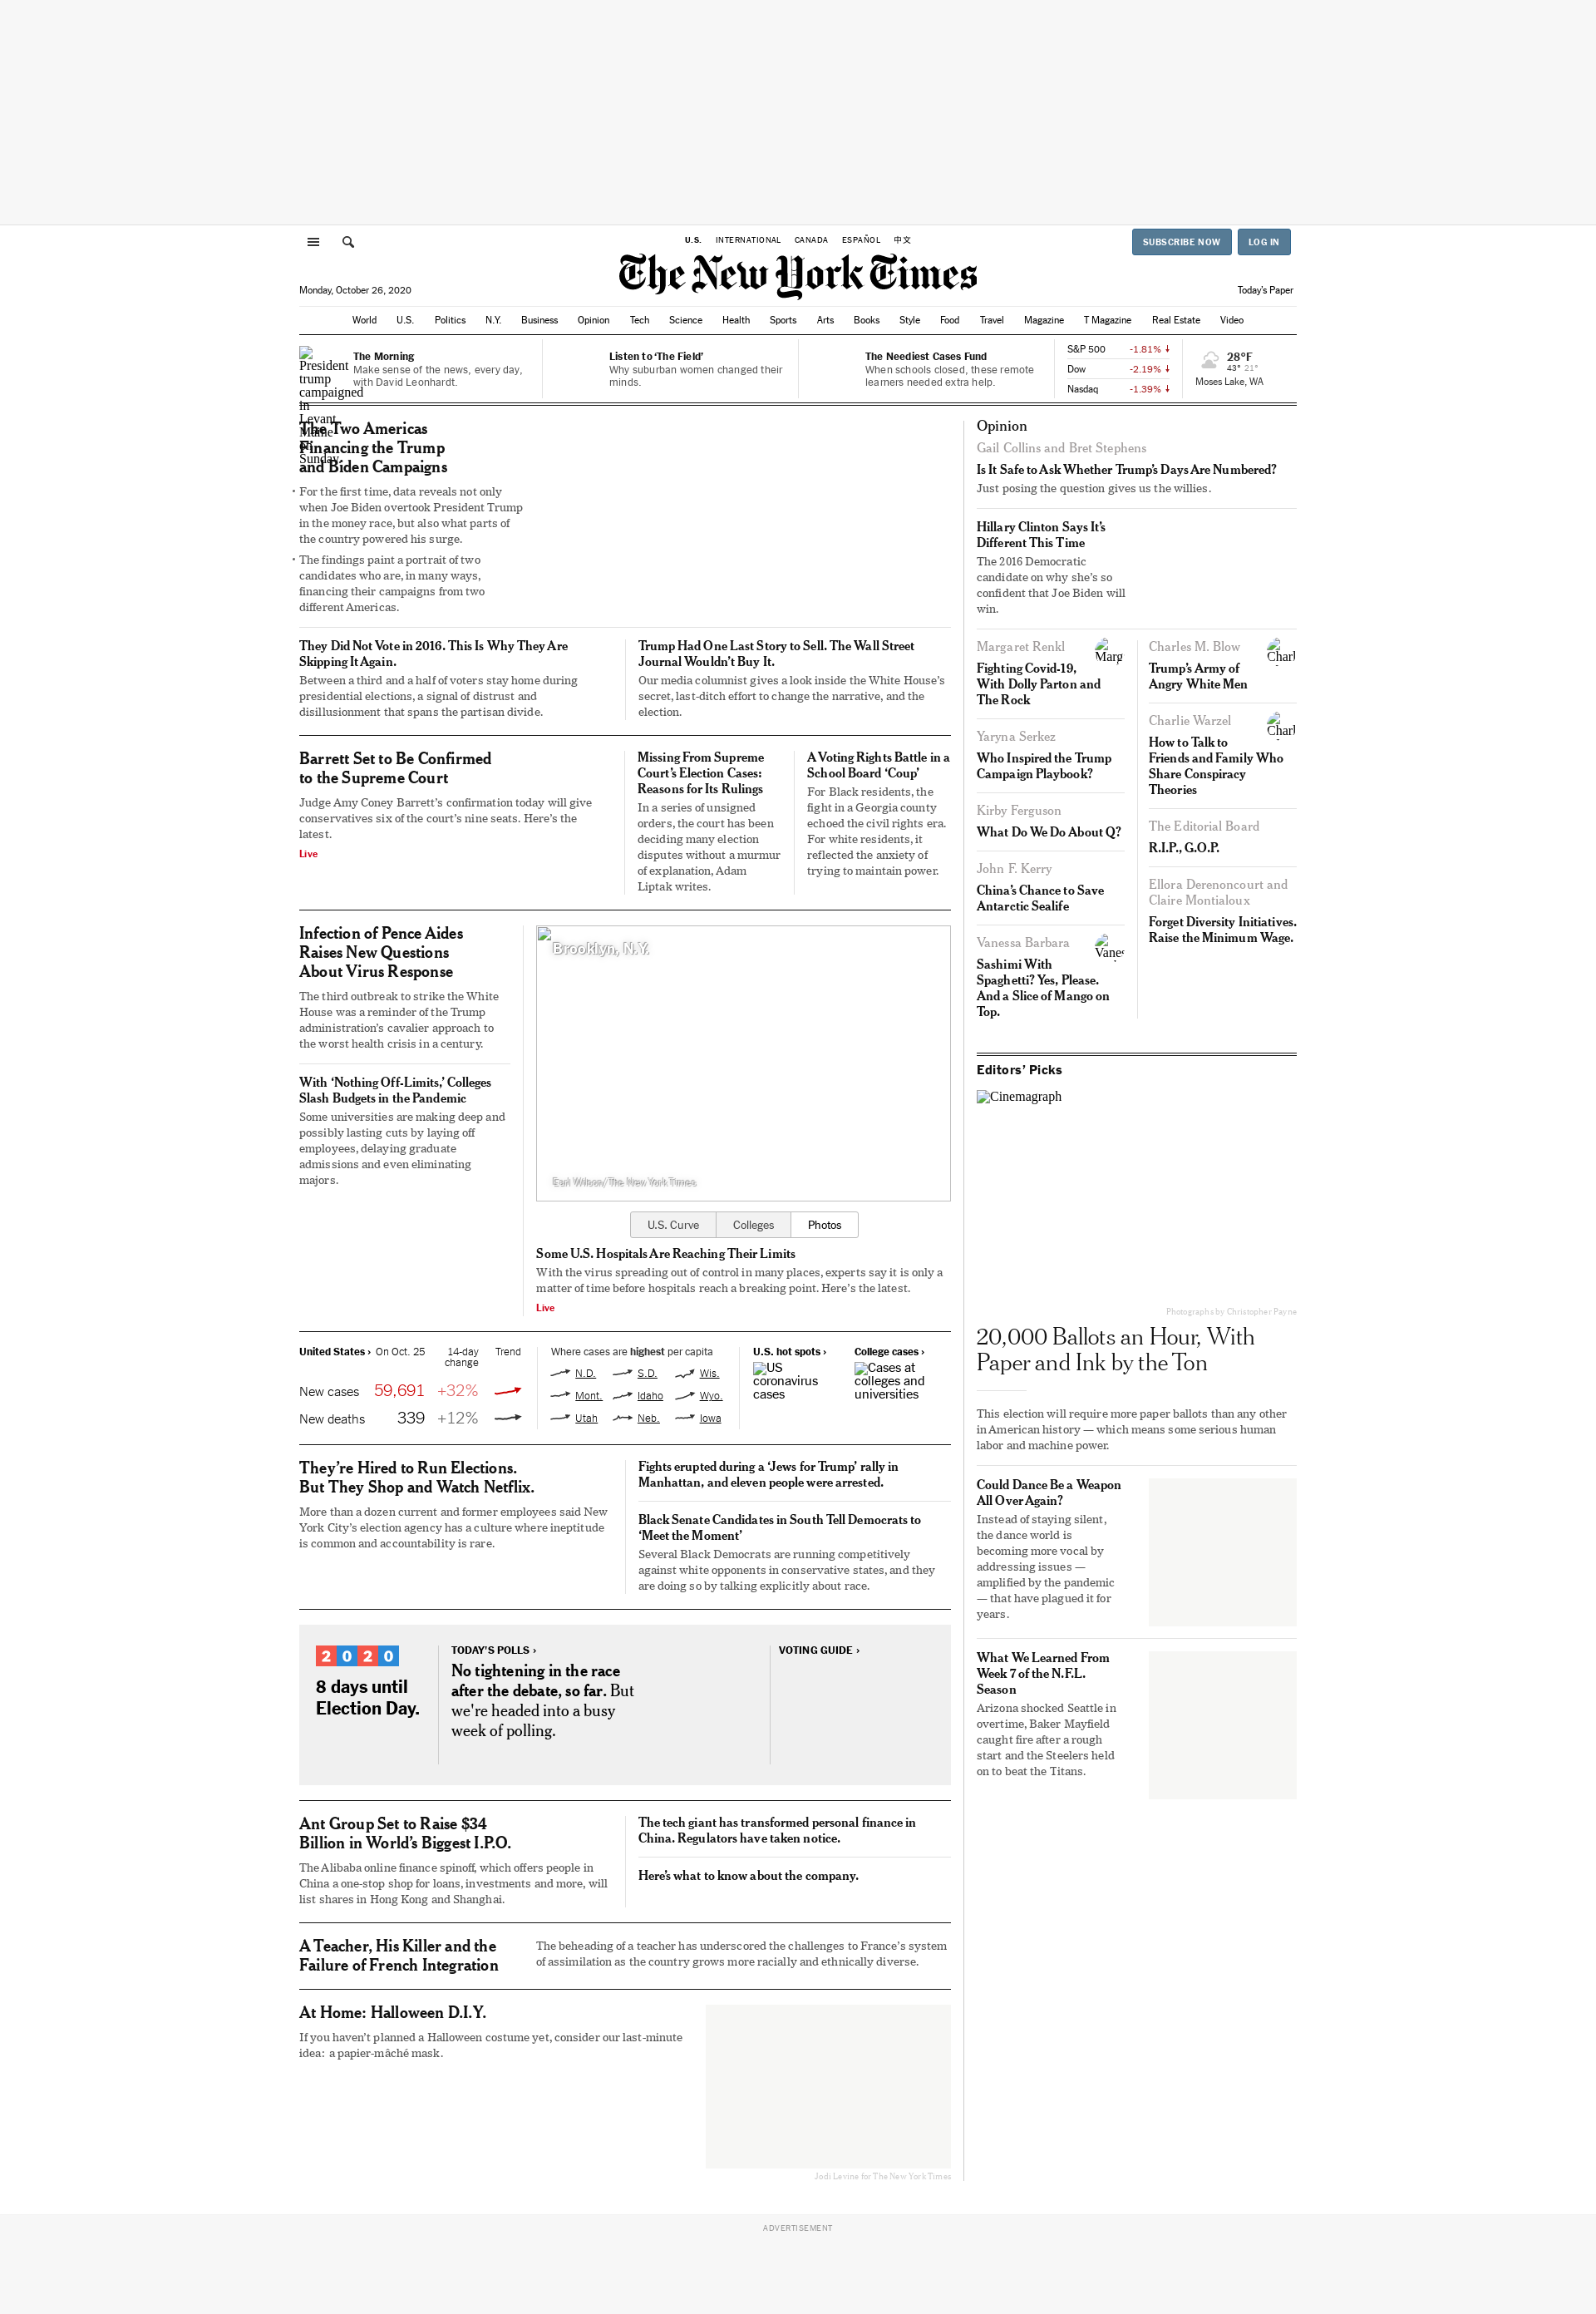 U.S. INTERNATIONAL CANADA ESPAÑOL 中文
SUBSCRIBE NOW LOG IN
The New York Times
Monday, October 26, 2020
Today's Paper
World U.S. Politics N.Y. Business Opinion Tech Science Health Sports Arts Books Style Food Travel Magazine T Magazine Real Estate Video
President
trump
campaigned
in
Levant,
Maine
on
Sunday.
The Morning
Make sense of the news, every day,
with David Leonhardt.
Listen to ‘The Field’
Why suburban women changed their
minds.
The Neediest Cases Fund
When schools closed, these remote
learners needed extra help.
S&P 500 -1.81%
Dow -2.19%
Nasdaq -1.39%
28°F
43° 21°
Moses Lake, WA
The Two Americas
Financing the Trump
and Biden Campaigns
• For the first time, data reveals not only
when Joe Biden overtook President Trump
in the money race, but also what parts of
the country powered his surge.
• The findings paint a portrait of two
candidates who are, in many ways,
financing their campaigns from two
different Americas.
They Did Not Vote in 2016. This Is Why They Are
Skipping It Again.
Between a third and a half of voters stay home during
presidential elections, a signal of distrust and
disillusionment that spans the partisan divide.
Trump Had One Last Story to Sell. The Wall Street
Journal Wouldn’t Buy It.
Our media columnist gives a look inside the White House’s
secret, last-ditch effort to change the narrative, and the
election.
Barrett Set to Be Confirmed
to the Supreme Court
Judge Amy Coney Barrett’s confirmation today will give
conservatives six of the court’s nine seats. Here’s the
latest.
Live
Missing From Supreme
Court’s Election Cases:
Reasons for Its Rulings
In a series of unsigned
orders, the court has been
deciding many election
disputes without a murmur
of explanation, Adam
Liptak writes.
A Voting Rights Battle in a
School Board ‘Coup’
For Black residents, the
fight in a Georgia county
echoed the civil rights era.
For white residents, it
reflected the anxiety of
trying to maintain power.
Infection of Pence Aides
Raises New Questions
About Virus Response
The third outbreak to strike the White
House was a reminder of the Trump
administration’s cavalier approach to
the worst health crisis in a century.
With ‘Nothing Off-Limits,’ Colleges
Slash Budgets in the Pandemic
Some universities are making deep and
possibly lasting cuts by laying off
employees, delaying graduate
admissions and even eliminating
majors.
Brooklyn, N.Y.
Earl Wilson/The New York Times
U.S. Curve Colleges Photos
Some U.S. Hospitals Are Reaching Their Limits
With the virus spreading out of control in many places, experts say it is only a
matter of time before hospitals reach a breaking point. Here’s the latest.
Live
United States › On Oct. 25 14-day
change Trend
New cases 59,691 +32%
New deaths 339 +12%
Where cases are highest per capita
N.D. S.D. Wis.
Mont. Idaho Wyo.
Utah Neb. Iowa
U.S. hot spots ›
US
coronavirus
cases
College cases ›
Cases at
colleges and
universities
They’re Hired to Run Elections.
But They Shop and Watch Netflix.
More than a dozen current and former employees said New
York City’s election agency has a culture where ineptitude
is common and accountability is rare.
Fights erupted during a ‘Jews for Trump’ rally in
Manhattan, and eleven people were arrested.
Black Senate Candidates in South Tell Democrats to
‘Meet the Moment’
Several Black Democrats are running competitively
against white opponents in conservative states, and they
are doing so by talking explicitly about race.
2020
8 days until
Election Day.
TODAY’S POLLS ›
No tightening in the race
after the debate, so far. But
we're headed into a busy
week of polling.
VOTING GUIDE ›
Ant Group Set to Raise $34
Billion in World’s Biggest I.P.O.
The Alibaba online finance spinoff, which offers people in
China a one-stop shop for loans, investments and more, will
list shares in Hong Kong and Shanghai.
The tech giant has transformed personal finance in
China. Regulators have taken notice.
Here’s what to know about the company.
A Teacher, His Killer and the
Failure of French Integration
The beheading of a teacher has underscored the challenges to France’s system
of assimilation as the country grows more racially and ethnically diverse.
At Home: Halloween D.I.Y.
If you haven’t planned a Halloween costume yet, consider our last-minute
idea: a papier-mâché mask.
Jodi Levine for The New York Times
Opinion
Gail Collins and Bret Stephens
Is It Safe to Ask Whether Trump’s Days Are Numbered?
Just posing the question gives us the willies.
Hillary Clinton Says It’s
Different This Time
The 2016 Democratic
candidate on why she’s so
confident that Joe Biden will
win.
Margaret Renkl
Marg
Fighting Covid-19,
With Dolly Parton and
The Rock
Yaryna Serkez
Who Inspired the Trump
Campaign Playbook?
Kirby Ferguson
What Do We Do About Q?
John F. Kerry
China’s Chance to Save
Antarctic Sealife
Vanessa Barbara
Vanes
Sashimi With
Spaghetti? Yes, Please.
And a Slice of Mango on
Top.
Charles M. Blow
Charl
Trump’s Army of
Angry White Men
Charlie Warzel
Charl
How to Talk to
Friends and Family Who
Share Conspiracy
Theories
The Editorial Board
R.I.P., G.O.P.
Ellora Derenoncourt and
Claire Montialoux
Forget Diversity Initiatives.
Raise the Minimum Wage.
Editors’ Picks
Cinemagraph
Photographs by Christopher Payne
20,000 Ballots an Hour, With
Paper and Ink by the Ton
This election will require more paper ballots than any other
in American history — which means some serious human
labor and machine power.
Could Dance Be a Weapon
All Over Again?
Instead of staying silent,
the dance world is
becoming more vocal by
addressing issues —
amplified by the pandemic
— that have plagued it for
years.
What We Learned From
Week 7 of the N.F.L.
Season
Arizona shocked Seattle in
overtime, Baker Mayfield
caught fire after a rough
start and the Steelers held
on to beat the Titans.
ADVERTISEMENT